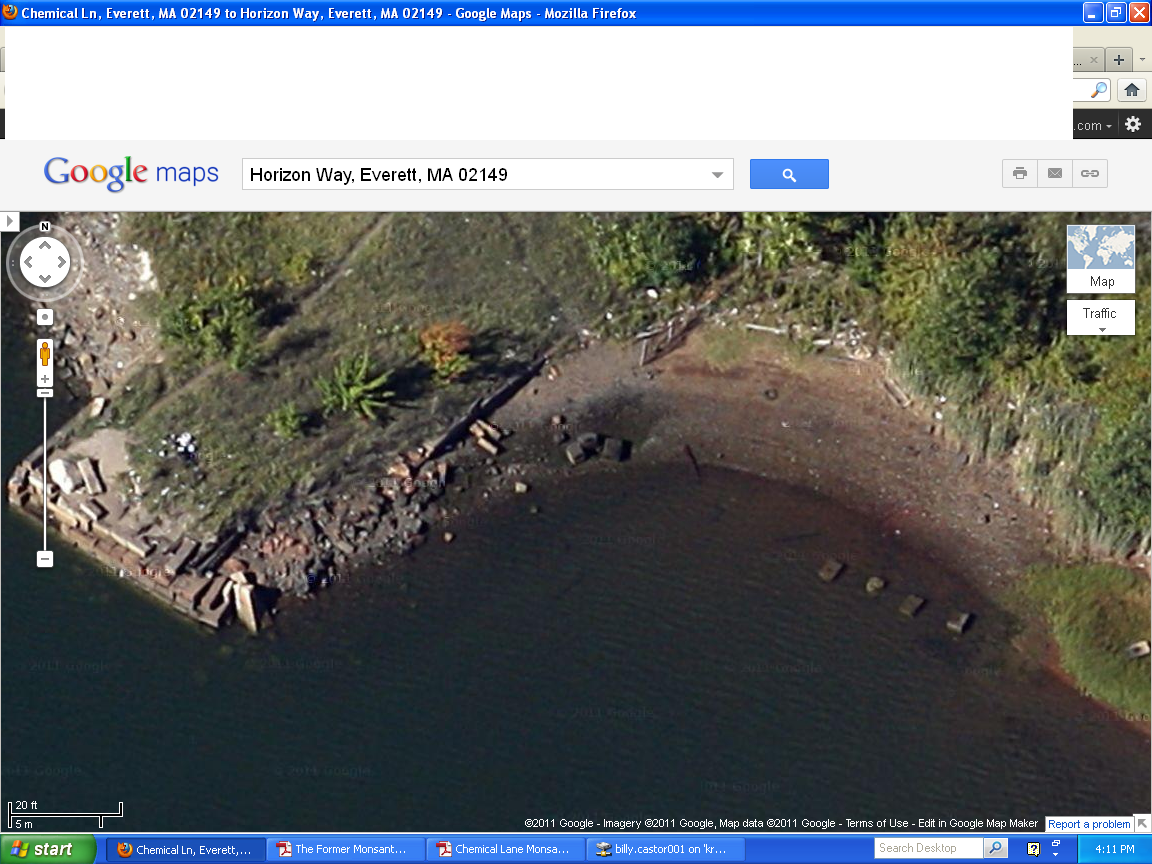 Chemical Ln, Everett, MA 02149 to Horizon Way, Everett, MA 02149 - Google Maps - Mozilla Firefox
...
.com
Google maps
Horizon Way, Everett, MA 02149
N
Map
Traffic
©2011 Google
20 ft
5 m
©2011 Google - Imagery ©2011 Google, Map data ©2011 Google - Terms of Use - Edit in Google Map Maker
Report a problem
start
Chemical Ln, Everett,...
The Former Monsant...
Chemical Lane Monsa...
billy.castor001 on 'kr...
Search Desktop
4:11 PM